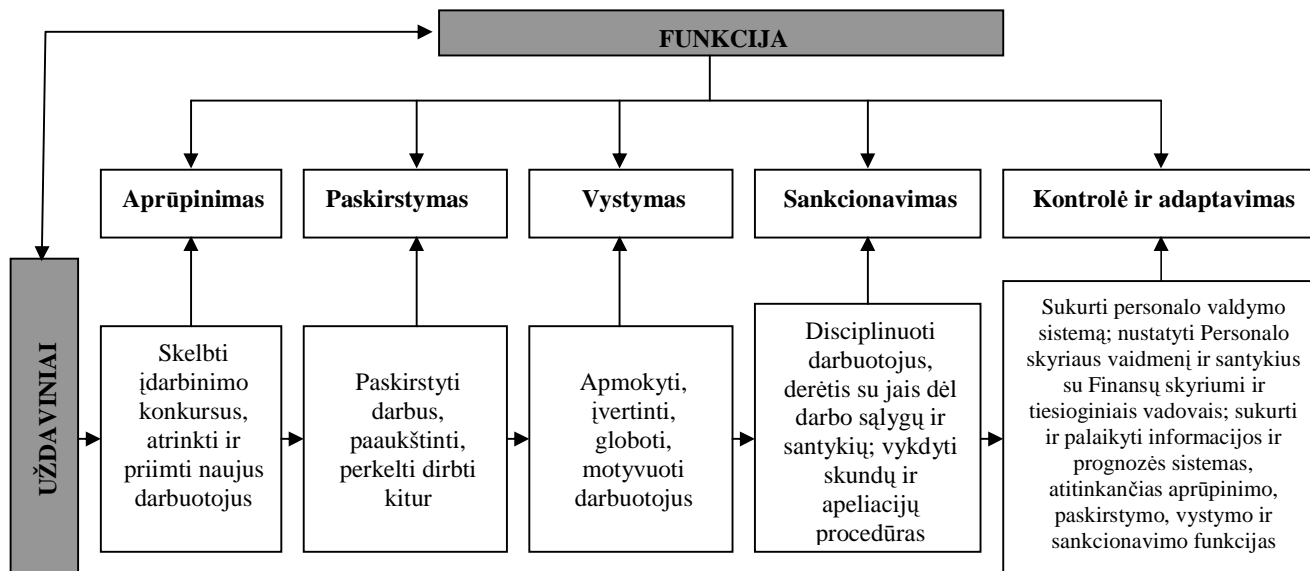 FUNKCIJA
Aprūpinimas
Paskirstymas
Vystymas
Sankcionavimas
Kontrolė ir adaptavimas
UŽDAVINIAI
Skelbti
įdarbinimo
konkursus,
atrinkti ir
priimti naujus
darbuotojus
Paskirstyti
darbus,
paaukštinti,
perkelti dirbti
kitur
Apmokyti,
įvertinti,
globoti,
motyvuoti
darbuotojus
Disciplinuoti
darbuotojus,
derėtis su jais dėl
darbo sąlygų ir
santykių; vykdyti
skundų ir
apeliacijų
procedūras
Sukurti personalo valdymo
sistemą; nustatyti Personalo
skyriaus vaidmenį ir santykius
su Finansų skyriumi ir
tiesioginiais vadovais; sukurti
ir palaikyti informacijos ir
prognozės sistemas,
atitinkančias aprūpinimo,
paskirstymo, vystymo ir
sankcionavimo funkcijas